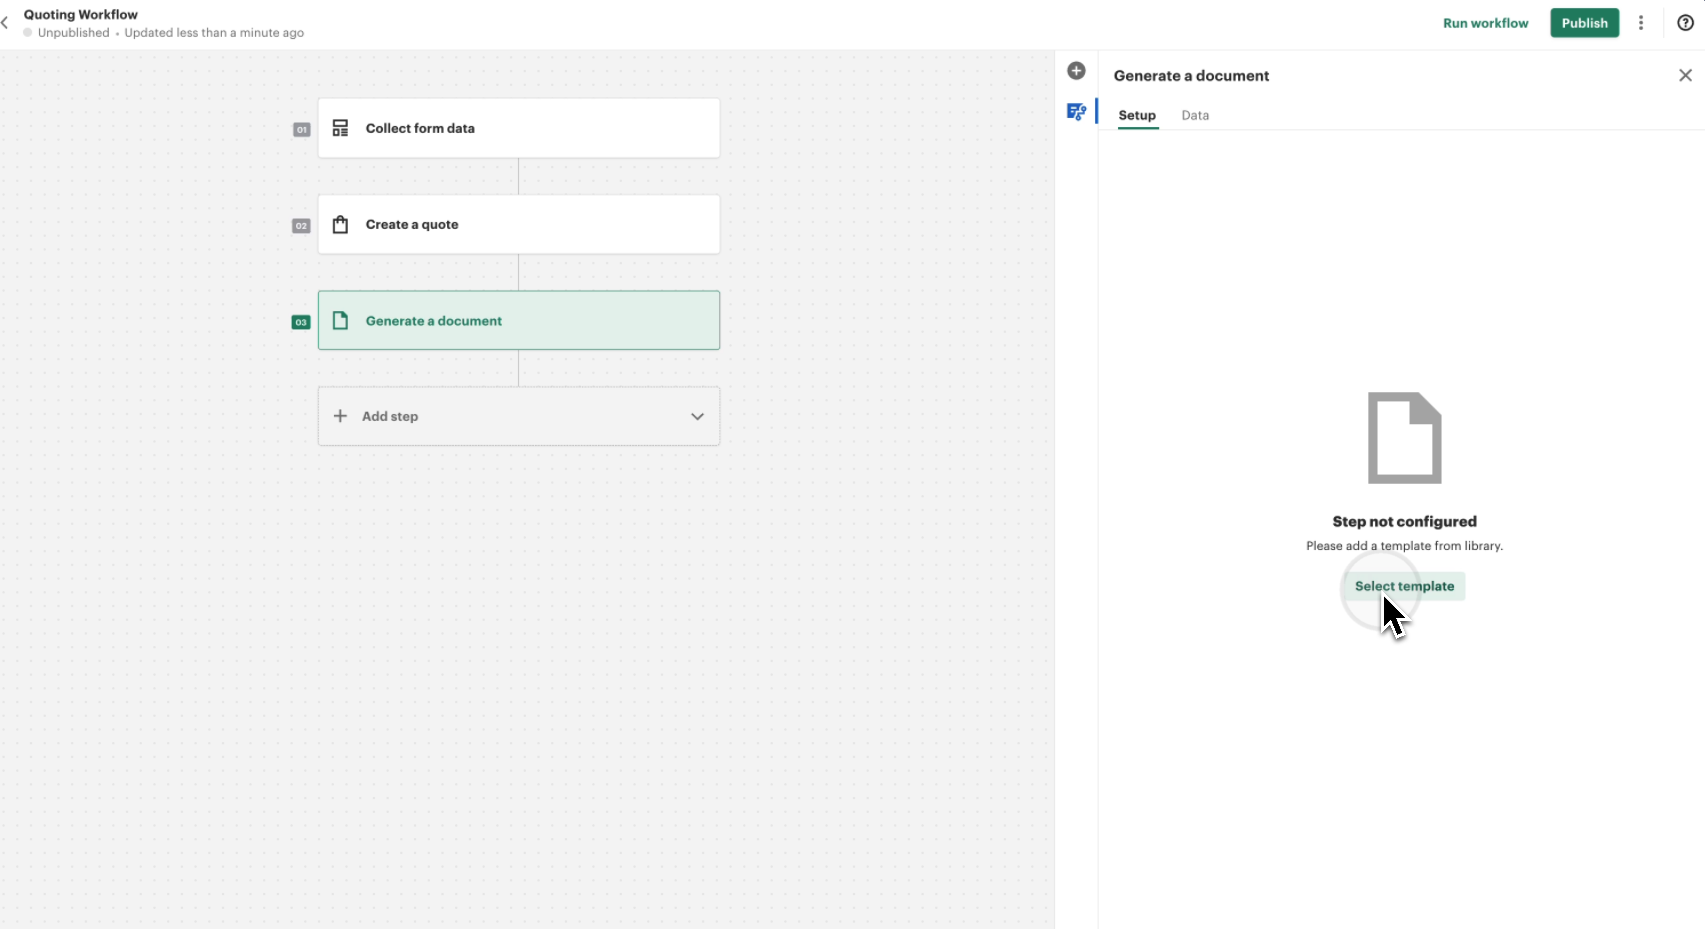 Quoting Workflow
Unpublished • Updated less than a minute ago
Run workflow
Publish
01
Collect form data
02
Create a quote
03
Generate a document
Add step
Generate a document
Setup
Data
Step not configured
Please add a template from library.
Select template